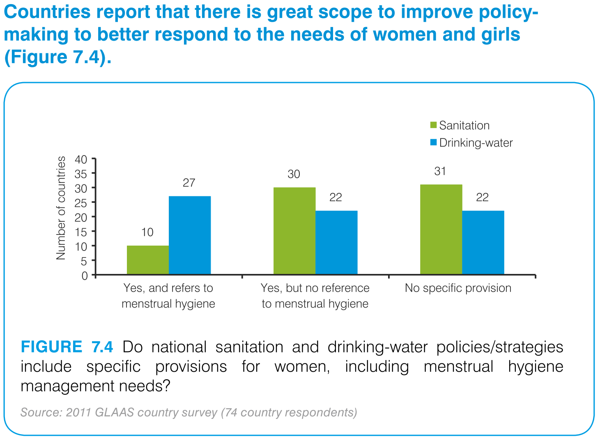 Countries report that there is great scope to improve policy-
making to better respond to the needs of women and girls
(Figure 7.4).
Sanitation
Drinking-water
Number of countries
40
35
30
25
20
15
10
5
0
10
27
30
22
31
22
Yes, and refers to
menstrual hygiene
Yes, but no reference
to menstrual hygiene
No specific provision
FIGURE 7.4 Do national sanitation and drinking-water policies/strategies
include specific provisions for women, including menstrual hygiene
management needs?
Source: 2011 GLAAS country survey (74 country respondents)